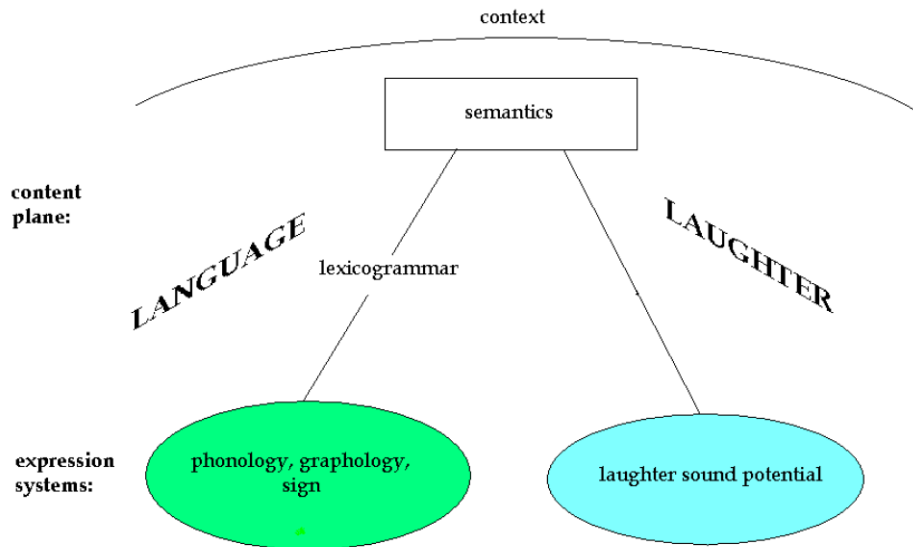 context
semantics
content
plane:
LANGUAGE
LAUGHTER
lexicogrammar
expression
systems:
phonology, graphology,
sign
laughter sound potential